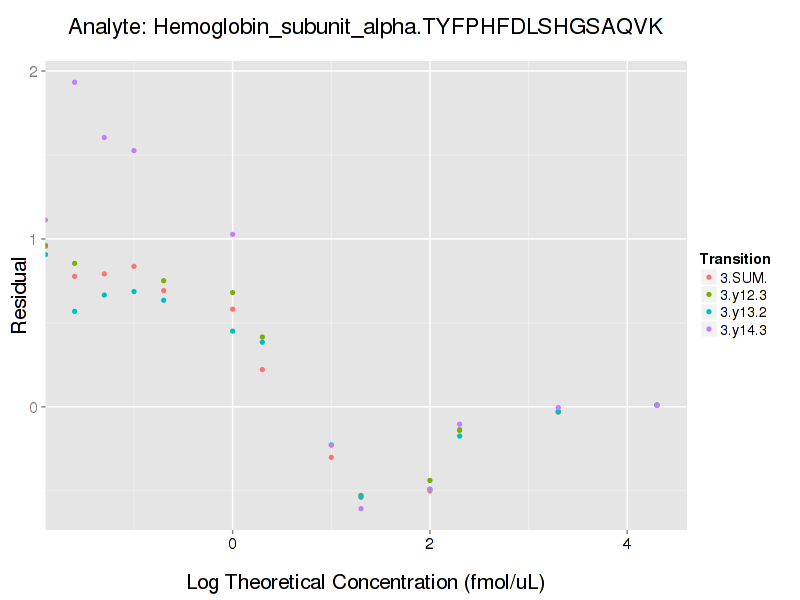 Analyte: Hemoglobin_subunit_alpha.TYFPHFDLSHGSAQVK
2
1
0
Residual
0 2 4
Log Theoretical Concentration (fmol/uL)
Transition
3.SUM.
3.y12.3
3.y13.2
3.y14.3